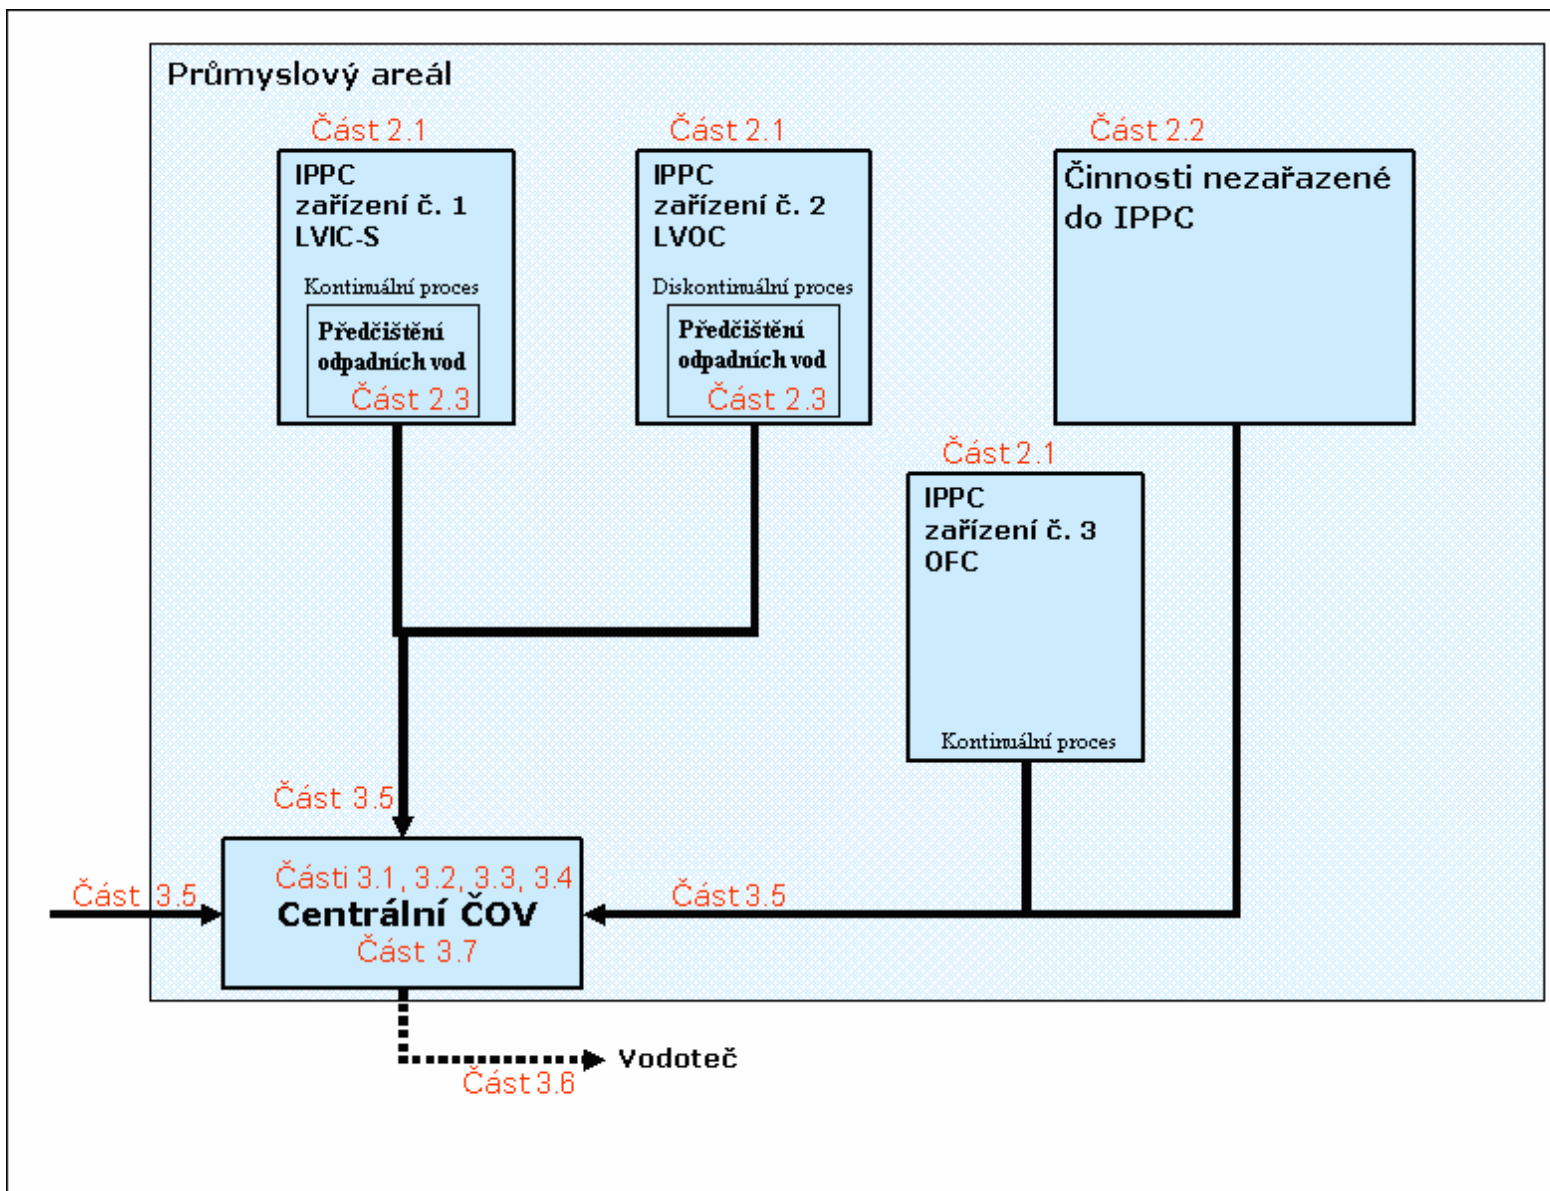 Průmyslový areál
Část 2.1
IPPC
zařízení č. 1
LVIC-S
Kontinuální proces
Předčištění
odpadních vod
Část 2.3
Část 2.1
IPPC
zařízení č. 2
LVOC
Diskontinuální proces
Předčištění
odpadních vod
Část 2.3
Část 2.2
Činnosti nezařazené
do IPPC
Část 2.1
IPPC
zařízení č. 3
OFC
Kontinuální proces
Část 3.5
Část 3.5
Části 3.1, 3.2, 3.3, 3.4
Centrální ČOV
Část 3.7
Část 3.5
Vodoteč
Část 3.6